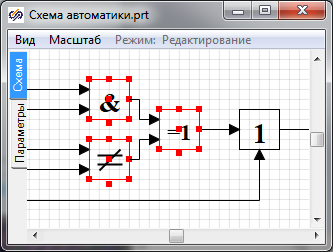 Схема автоматики.prt
Вид Масштаб Режим: Редактирование
Схема
Параметры
& =1 1
≠